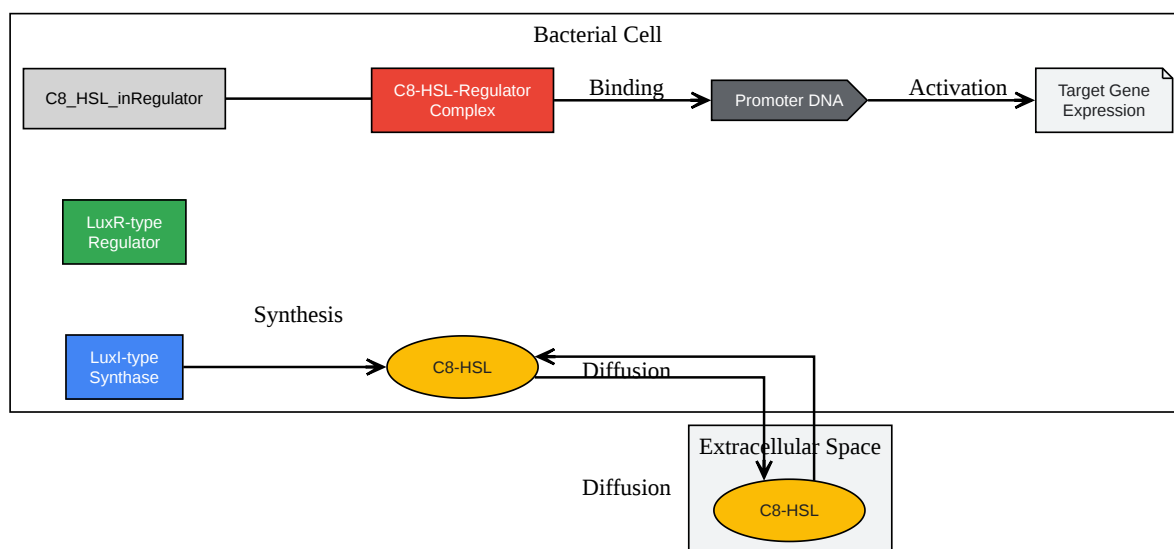 Bacterial Cell
C8_HSL_inRegulator
C8-HSL-Regulator
Complex
Binding
Promoter DNA
Activation
Target Gene
Expression
LuxR-type
Regulator
Synthesis
LuxI-type
Synthase
C8-HSL
Diffusion
Extracellular Space
Diffusion
C8-HSL